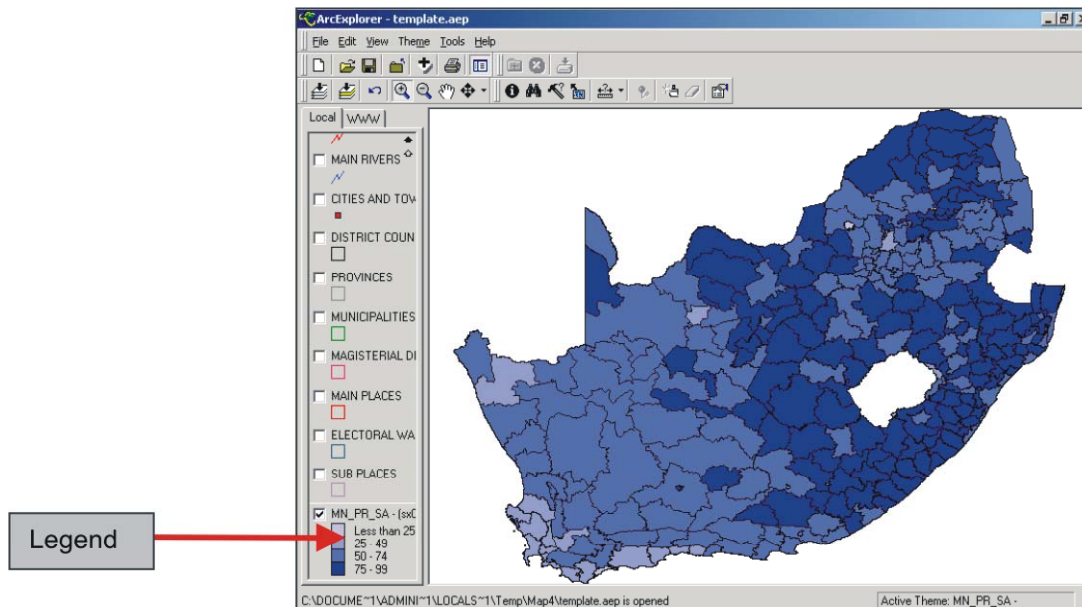 ArcExplorer - template.aep
File Edit View Theme Tools Help
Local WWW
MAIN RIVERS
CITIES AND TOW
DISTRICT COUN
PROVINCES
MUNICIPALITIES
MAGISTERIAL DI
MAIN PLACES
ELECTORAL WA
SUB PLACES
MN_PR_SA - (sx0
Less than 25
25 - 49
50 - 74
75 - 99
Legend
C:\DOCUME~1\ADMINI~1\LOCALS~1\Temp\Map4\template.aep is opened
Active Theme: MN_PR_SA -